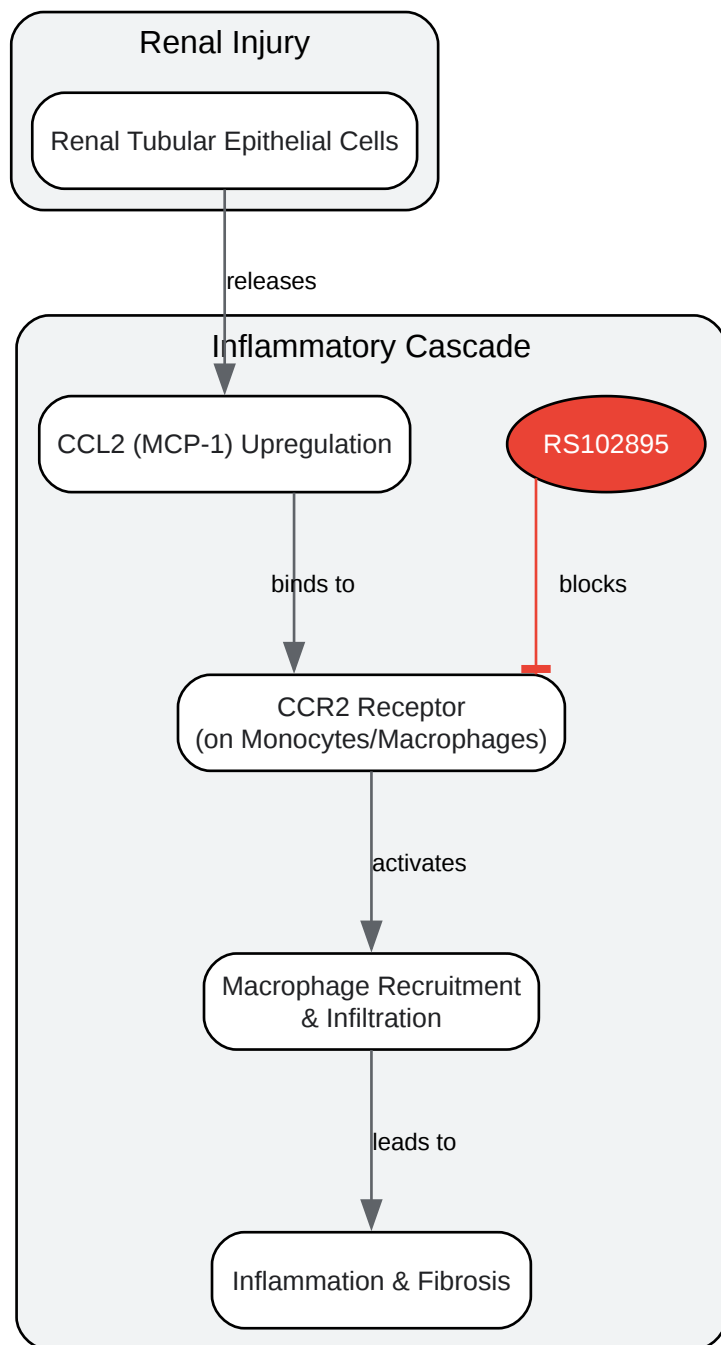 Renal Injury
Renal Tubular Epithelial Cells
releases
Inflammatory Cascade
CCL2 (MCP-1) Upregulation
RS102895
binds to
blocks
CCR2 Receptor
(on Monocytes/Macrophages)
activates
Macrophage Recruitment
& Infiltration
leads to
Inflammation & Fibrosis